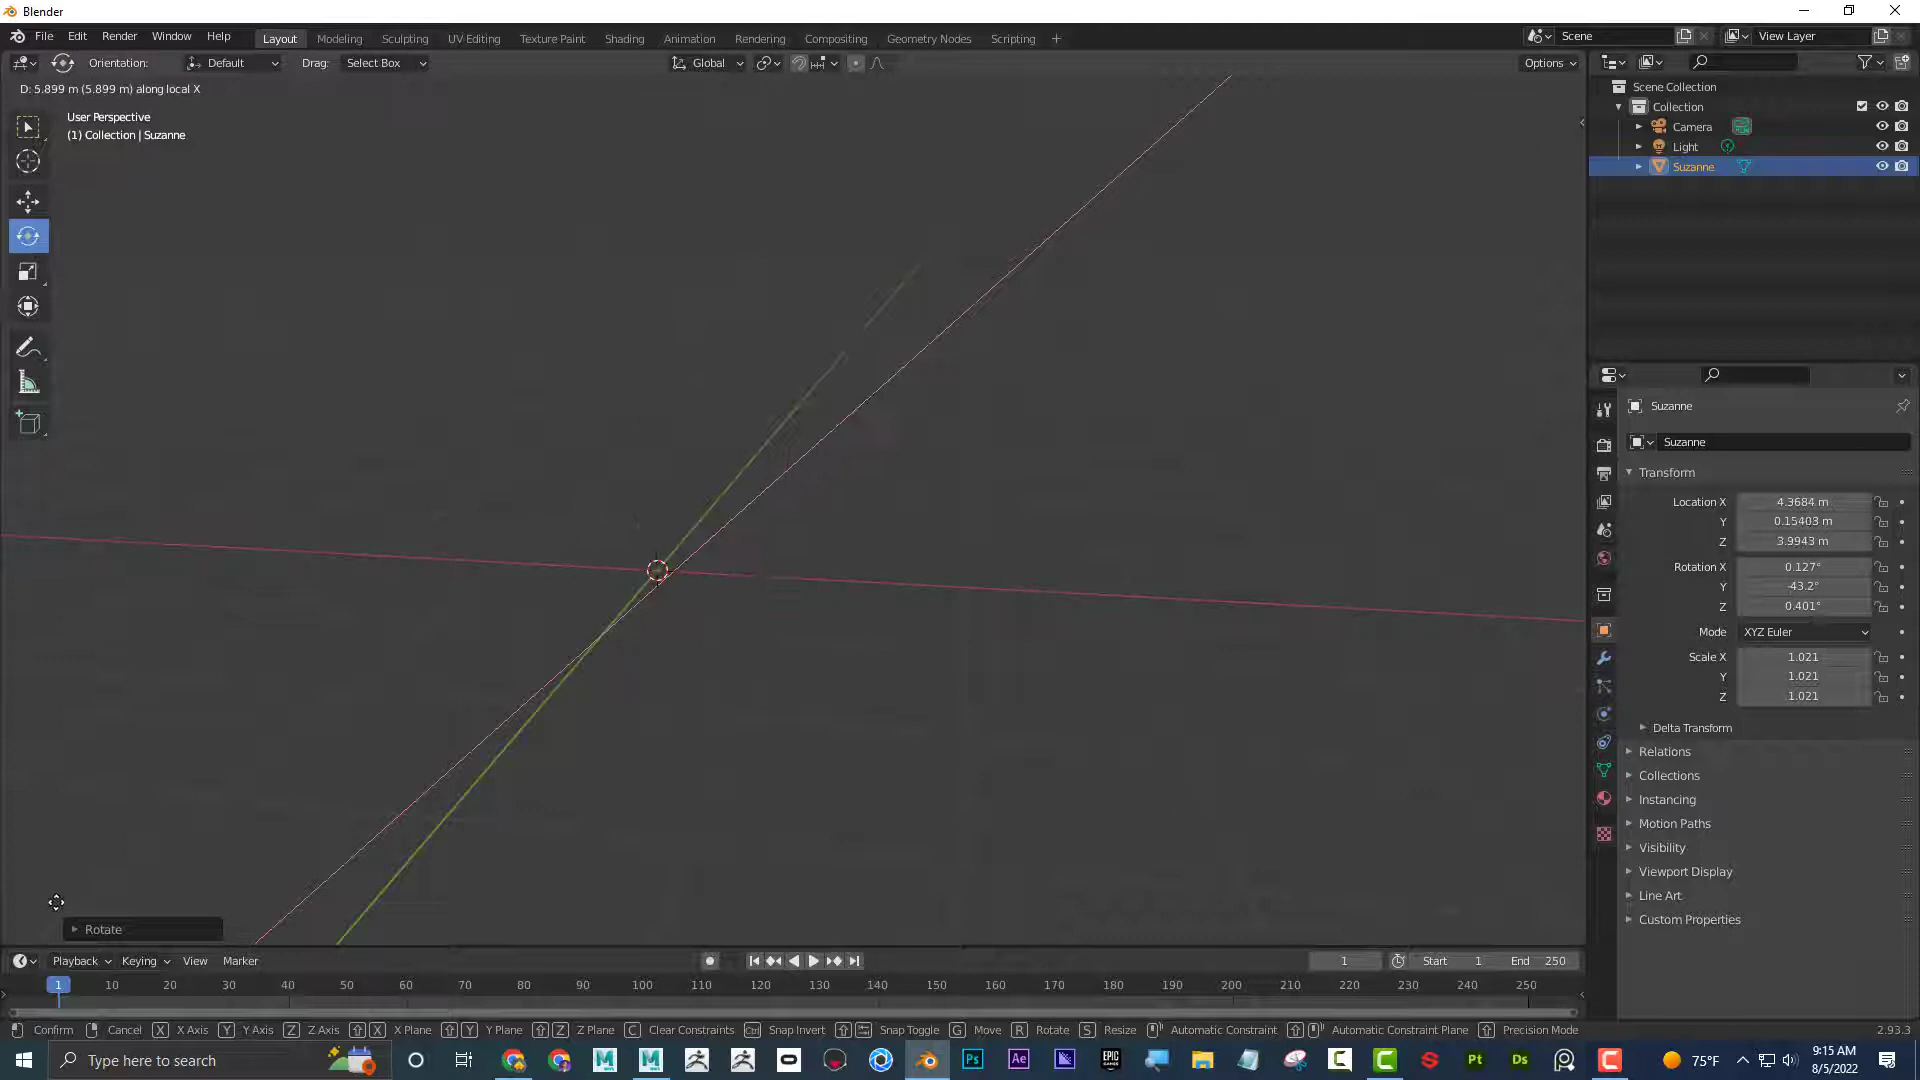 Blender
File Edit Render Window Help
Layout Modeling Sculpting UV Editing Texture Paint Shading Animation Rendering Compositing Geometry Nodes Scripting +
Scene
View Layer
Orientation: Default Drag: Select Box
Global
Options
D: 5.899 m (5.899 m) along local X
User Perspective
(1) Collection | Suzanne
Scene Collection
Collection
Camera
Light
Suzanne
Suzanne
Suzanne
Transform
Location X 4.3684 m
Y 0.15403 m
Z 3.9943 m
Rotation X 0.127°
Y -43.2°
Z 0.401°
Mode XYZ Euler
Scale X 1.021
Y 1.021
Z 1.021
Delta Transform
Relations
Collections
Instancing
Motion Paths
Visibility
Viewport Display
Line Art
Custom Properties
Rotate
Playback Keying View Marker
1 Start 1 End 250
1 10 20 30 40 50 60 70 80 90 100 110 120 130 140 150 160 170 180 190 200 210 220 230 240 250
Confirm Cancel X X Axis Y Y Axis Z Z Axis X X Plane Y Y Plane Z Z Plane C Clear Constraints Ctrl Snap Invert Snap Toggle G Move R Rotate S Resize Automatic Constraint Automatic Constraint Plane Precision Mode 2.93.3
Type here to search
Ps Ae EPIC GAMES Pt Ds
75°F
9:15 AM
8/5/2022